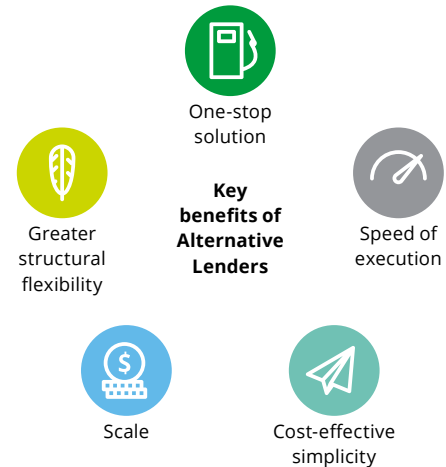 One-stop
solution
Key
benefits of
Alternative
Lenders
Greater
structural
flexibility
Speed of
execution
$
Scale
Cost-effective
simplicity